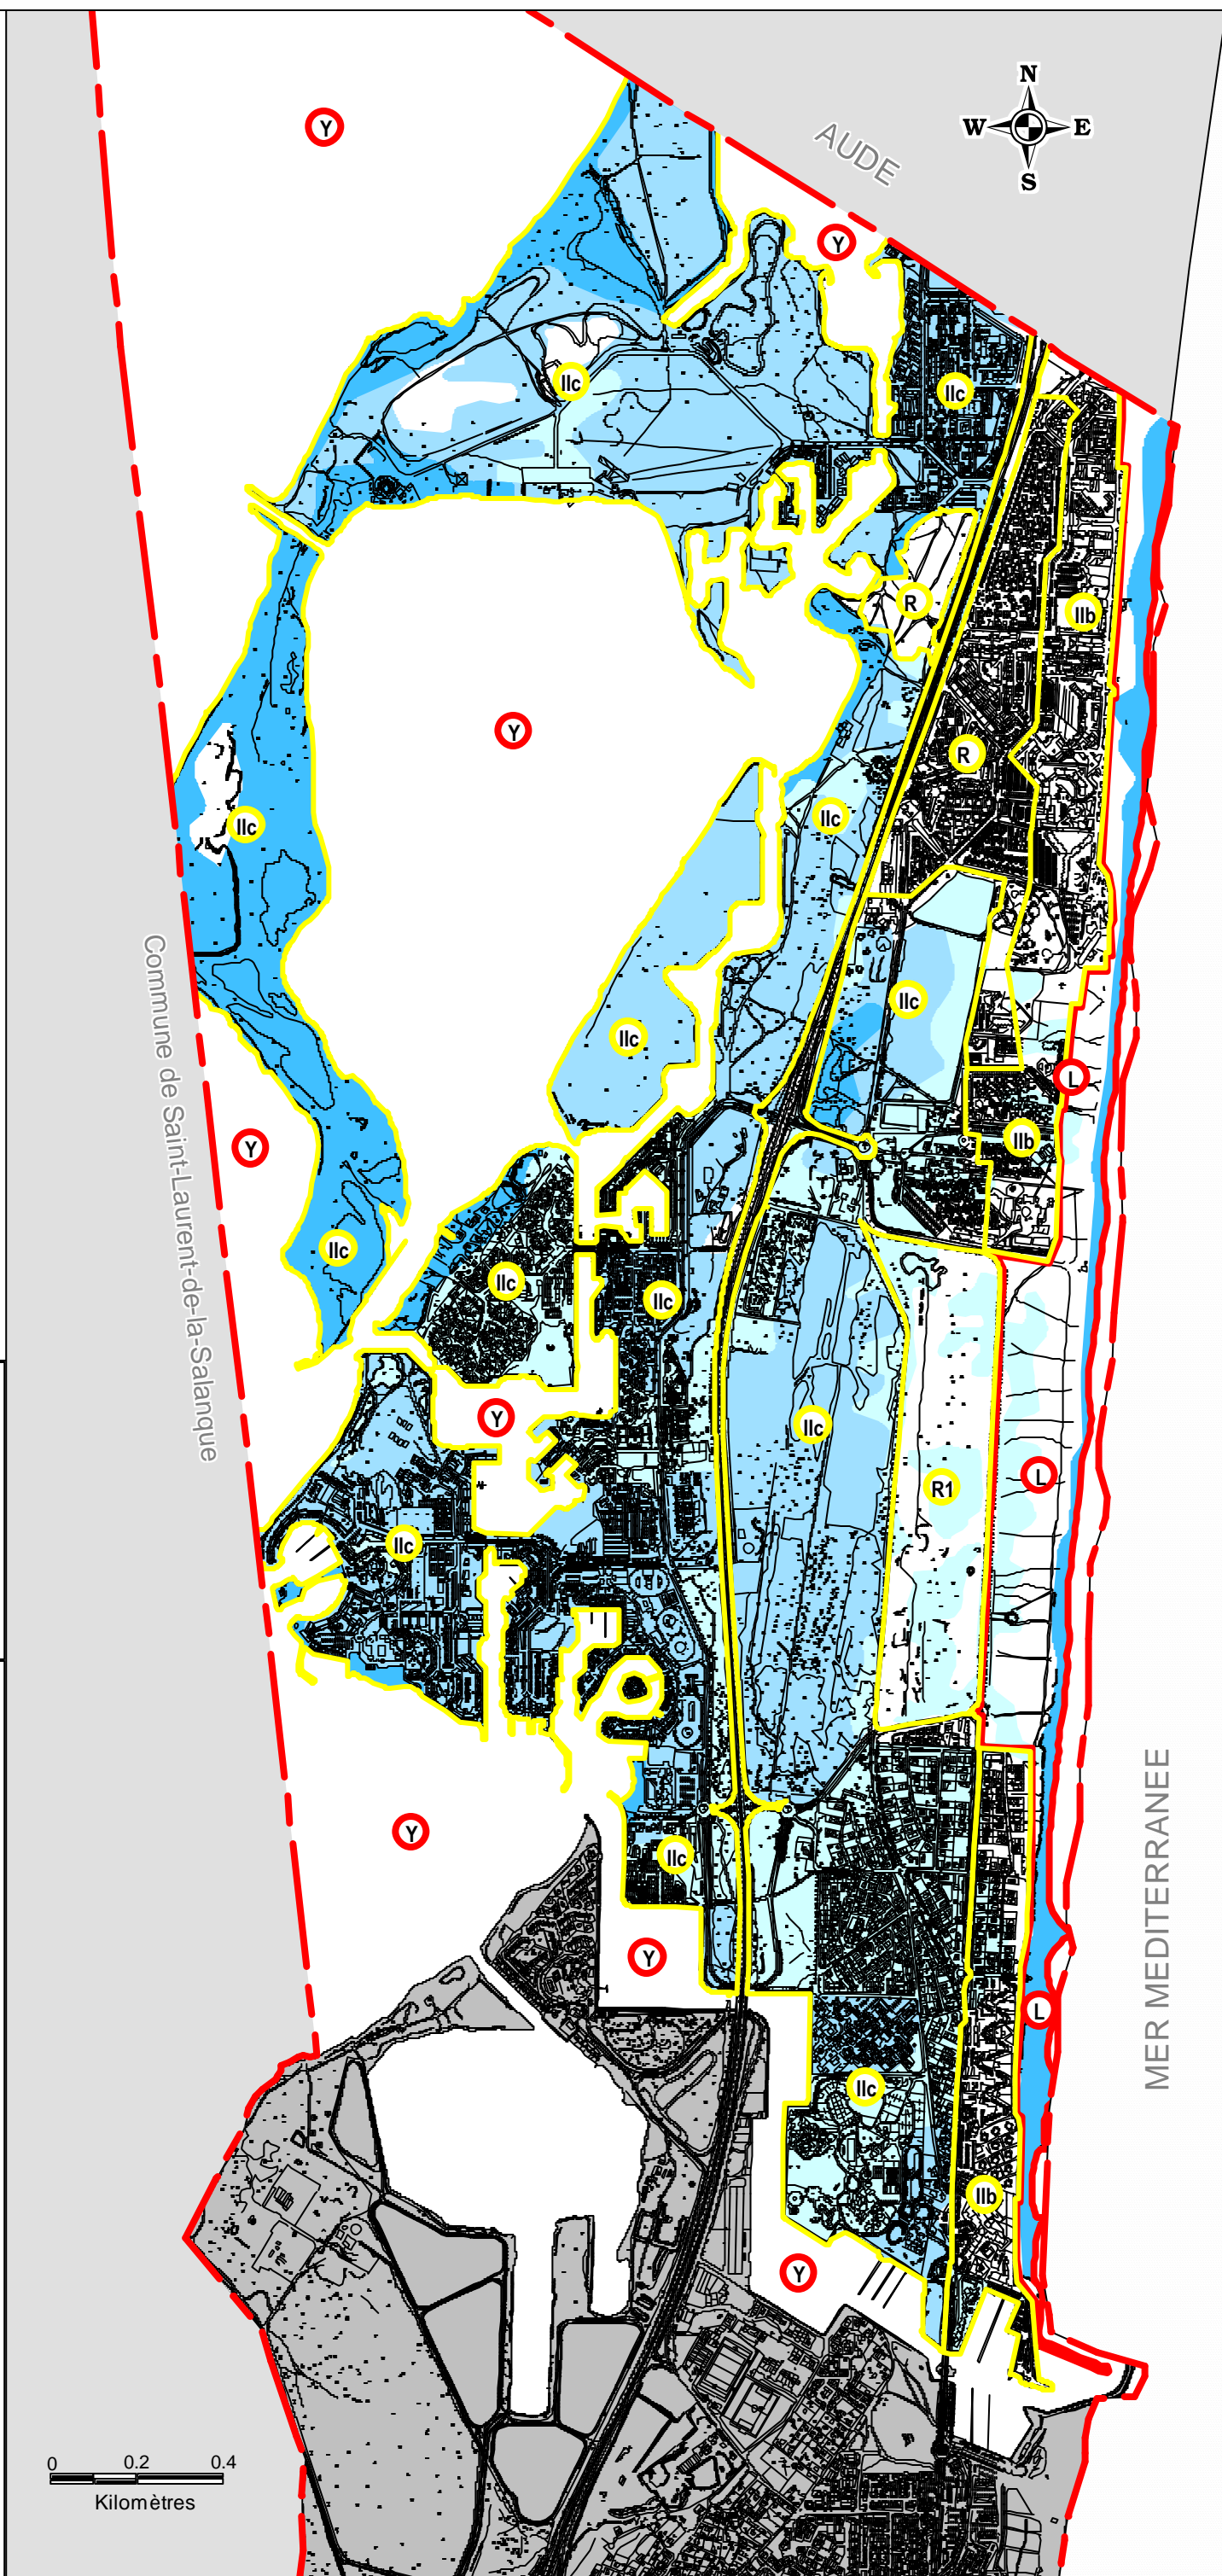 N
W E
S
AUDE
Y
Y
IIc
IIc
IIb
R
Y
R
IIc
IIc
IIc
IIc
L
Commune de Saint-Laurent-de-la-Salanque
IIb
Y
IIc
IIc
IIc
Y
IIc
L
R1
IIc
MER MEDITERRANEE
Y
IIc
Y
L
IIc
IIb
Y
0 0.2 0.4
Kilomètres